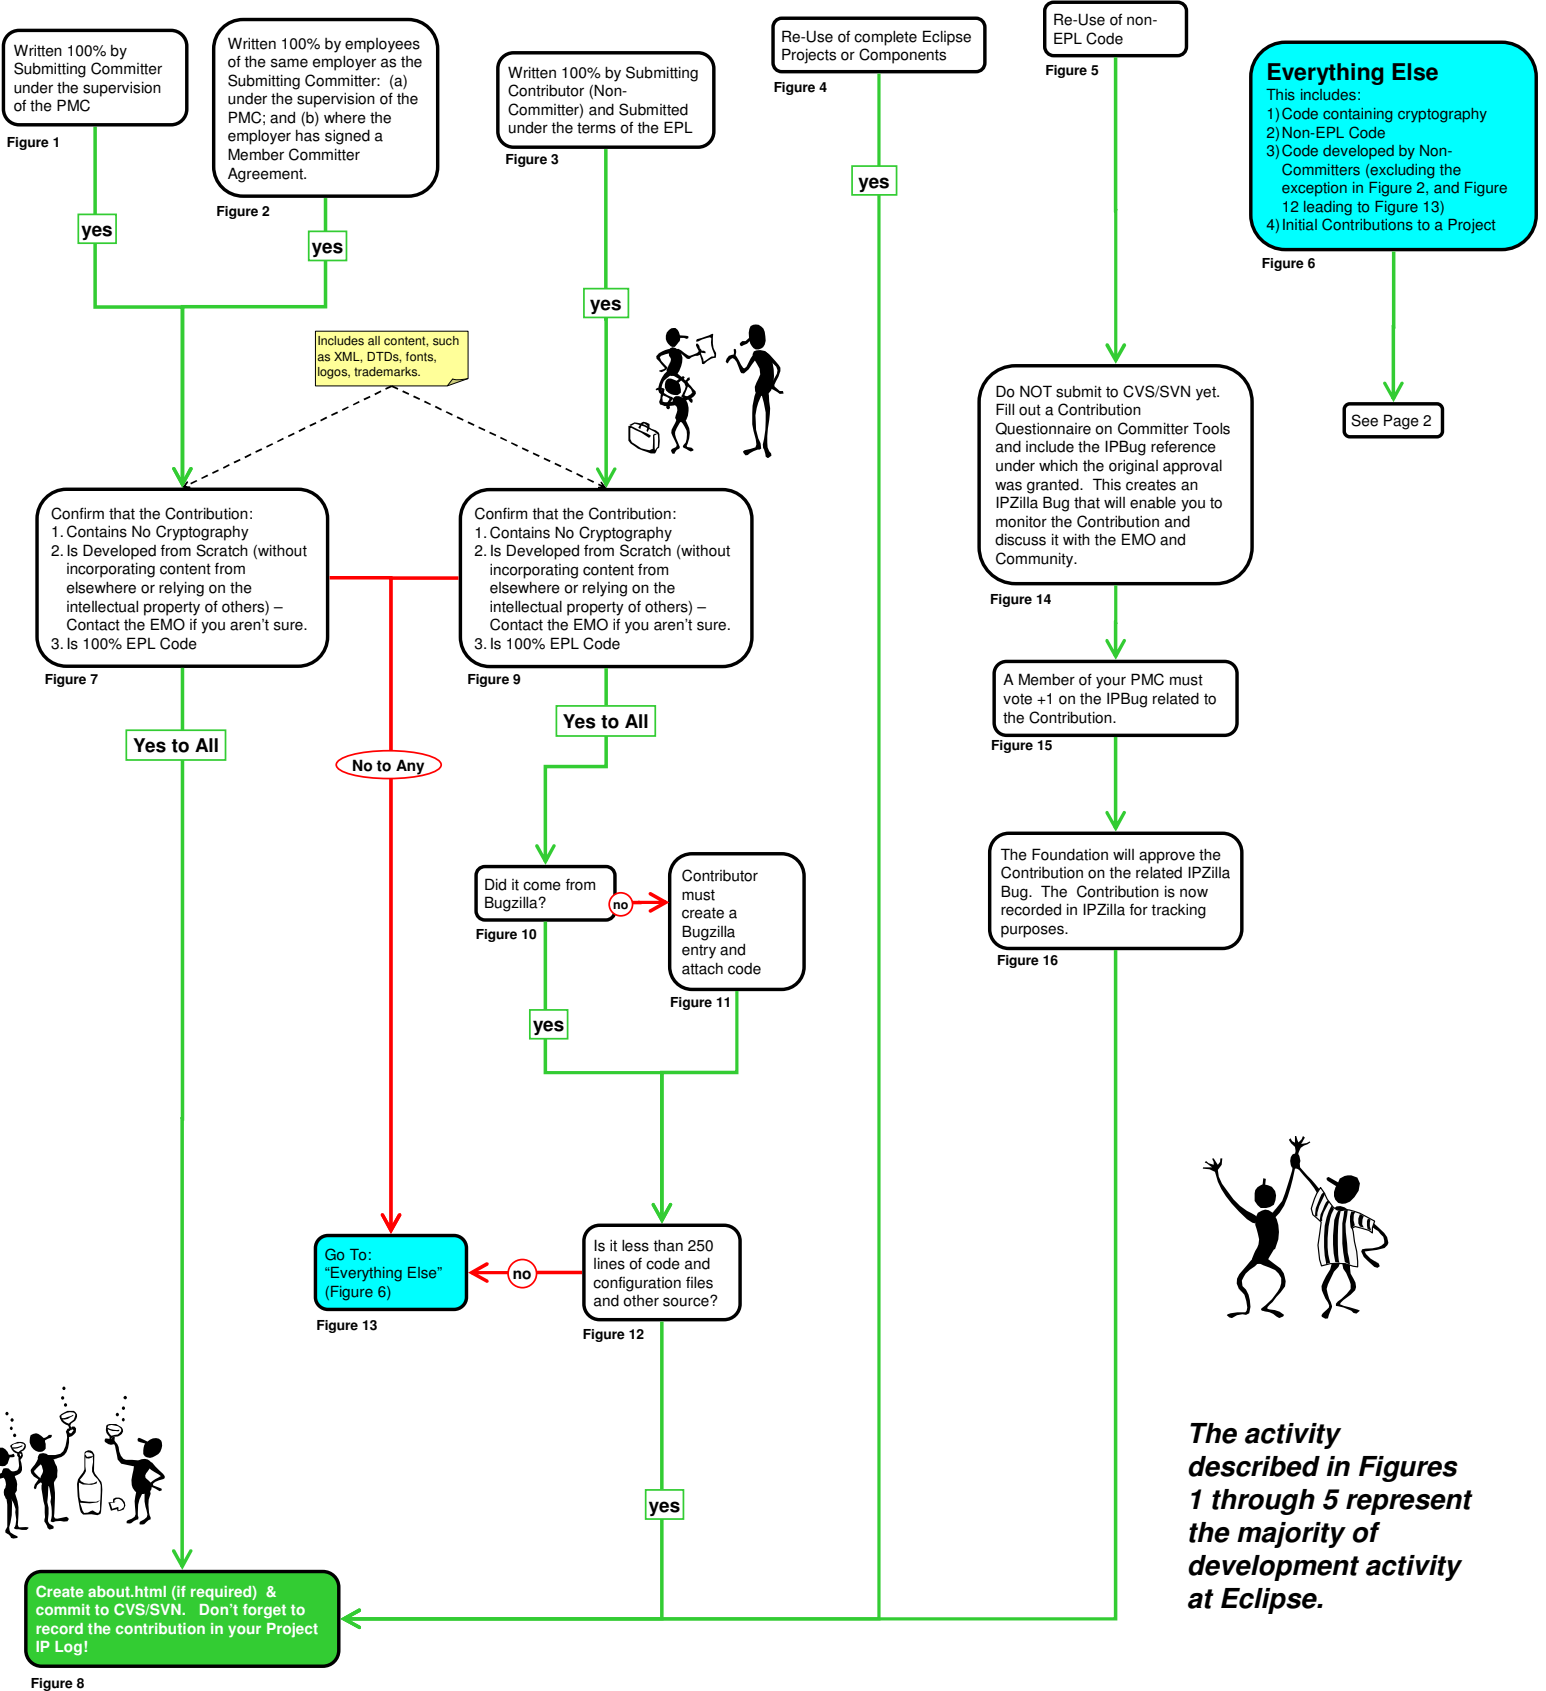 Written 100% by
Submitting Committer
under the supervision
of the PMC
Figure 1
Written 100% by employees
of the same employer as the
Submitting Committer:  (a)
under the supervision of the
PMC; and (b) where the
employer has signed a
Member Committer
Agreement.
Figure 2
Written 100% by Submitting
Contributor (Non-
Committer) and Submitted
under the terms of the EPL
Figure 3
Re-Use of complete Eclipse
Projects or Components
Figure 4
Re-Use of non-
EPL Code
Figure 5
Everything Else
This includes:
1) Code containing cryptography
2) Non-EPL Code
3) Code developed by Non-
Committers (excluding the
exception in Figure 2, and Figure
12 leading to Figure 13)
4) Initial Contributions to a Project
Figure 6
yes
yes
yes
yes
Includes all content, such
as XML, DTDs, fonts,
logos, trademarks.
See Page 2
Do NOT submit to CVS/SVN yet.
Fill out a Contribution
Questionnaire on Committer Tools
and include the IPBug reference
under which the original approval
was granted.  This creates an
IPZilla Bug that will enable you to
monitor the Contribution and
discuss it with the EMO and
Community.
Figure 14
Confirm that the Contribution:
1. Contains No Cryptography
2. Is Developed from Scratch (without
incorporating content from
elsewhere or relying on the
intellectual property of others) –
Contact the EMO if you aren't sure.
3. Is 100% EPL Code
Figure 7
Confirm that the Contribution:
1. Contains No Cryptography
2. Is Developed from Scratch (without
incorporating content from
elsewhere or relying on the
intellectual property of others) –
Contact the EMO if you aren't sure.
3. Is 100% EPL Code
Figure 9
A Member of your PMC must
vote +1 on the IPBug related to
the Contribution.
Figure 15
Yes to All
No to Any
Yes to All
Did it come from
Bugzilla?
Figure 10
no
Contributor
must
create a
Bugzilla
entry and
attach code
Figure 11
The Foundation will approve the
Contribution on the related IPZilla
Bug.  The  Contribution is now
recorded in IPZilla for tracking
purposes.
Figure 16
yes
Go To:
“Everything Else”
(Figure 6)
Figure 13
no
Is it less than 250
lines of code and
configuration files
and other source?
Figure 12
yes
The activity
described in Figures
1 through 5 represent
the majority of
development activity
at Eclipse.
Create about.html (if required)  &
commit to CVS/SVN.   Don't forget to
record the contribution in your Project
IP Log!
Figure 8